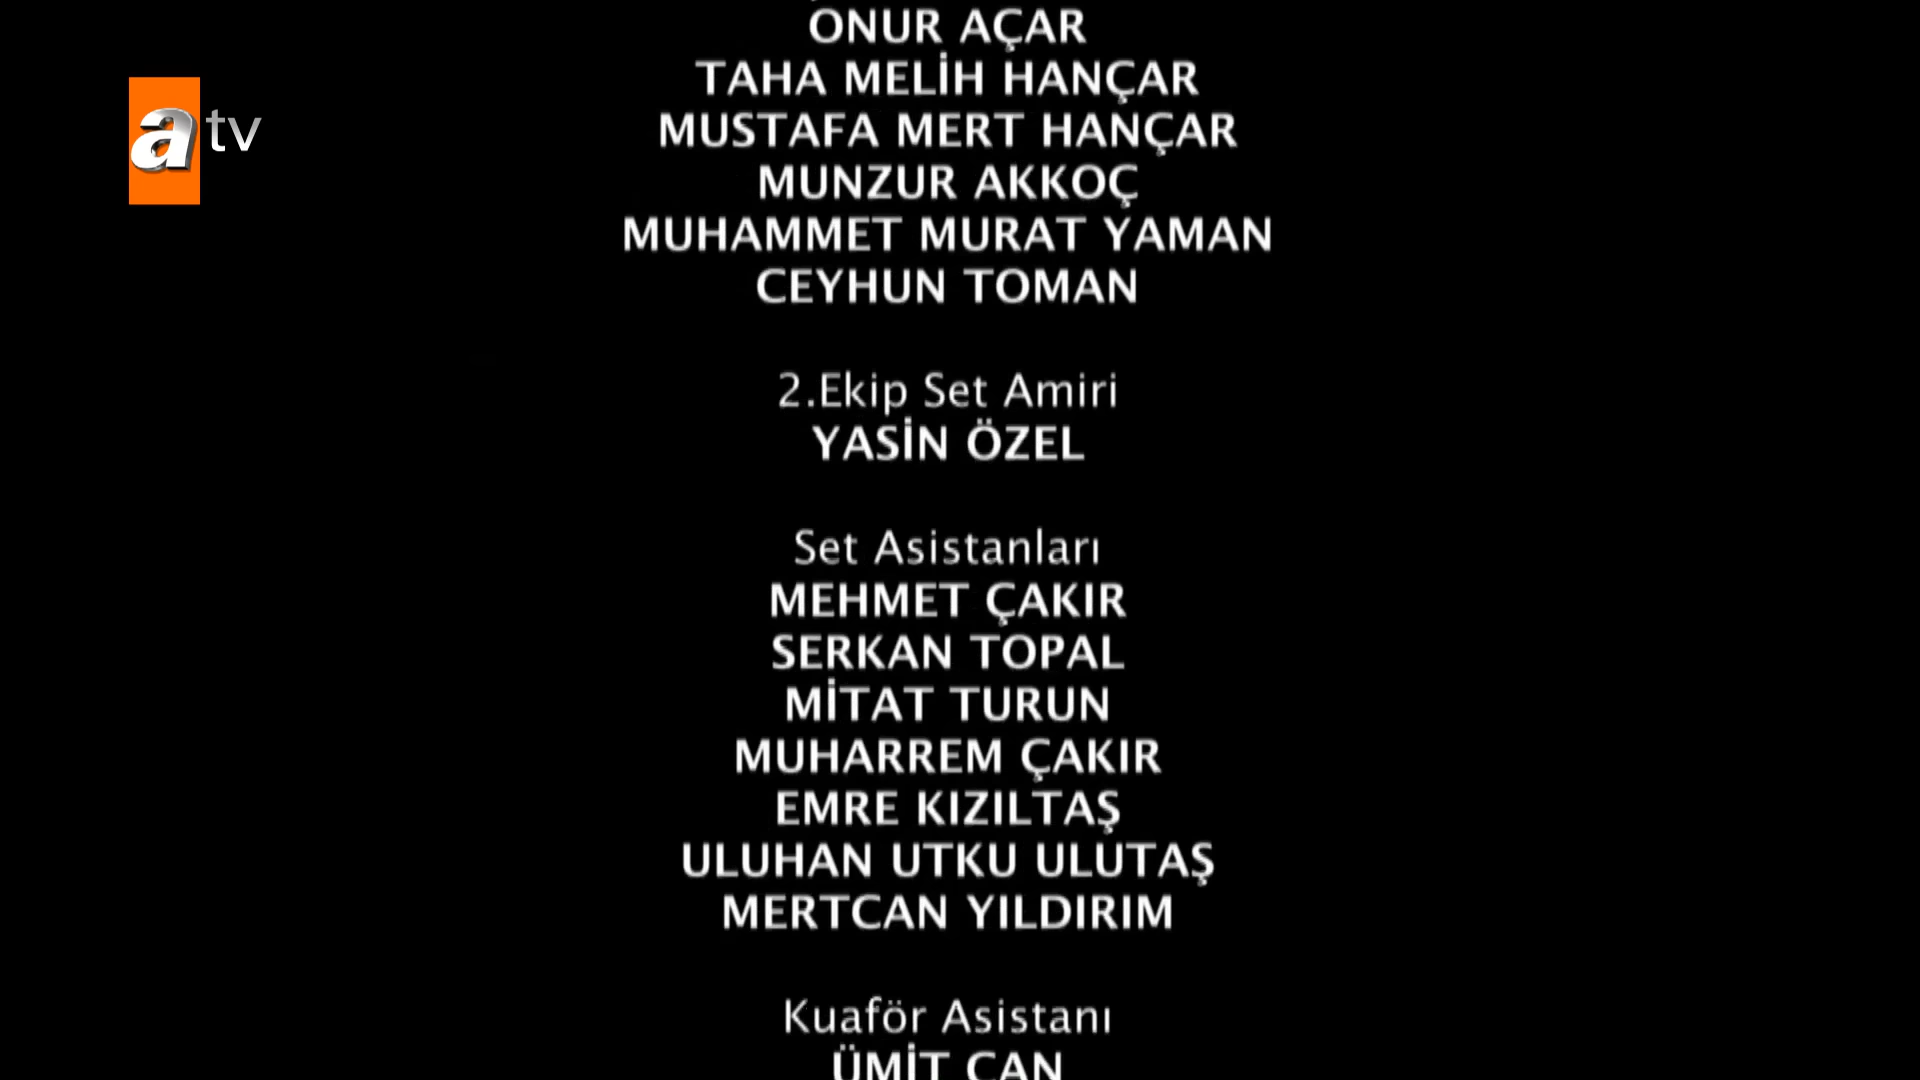 ONUR AÇAR
TAHA MELİH HANÇAR
atv
MUSTAFA MERT HANÇAR
MUNZUR AKKOÇ
MUHAMMET MURAT YAMAN
CEYHUN TOMAN
2.Ekip Set Amiri
YASİN ÖZEL
Set Asistanları
MEHMET ÇAKIR
SERKAN TOPAL
MİTAT TURUN
MUHARREM ÇAKIR
EMRE KIZILTAŞ
ULUHAN UTKU ULUTAŞ
MERTCAN YILDIRIM
Kuaför Asistanı
ÜMİT CAN